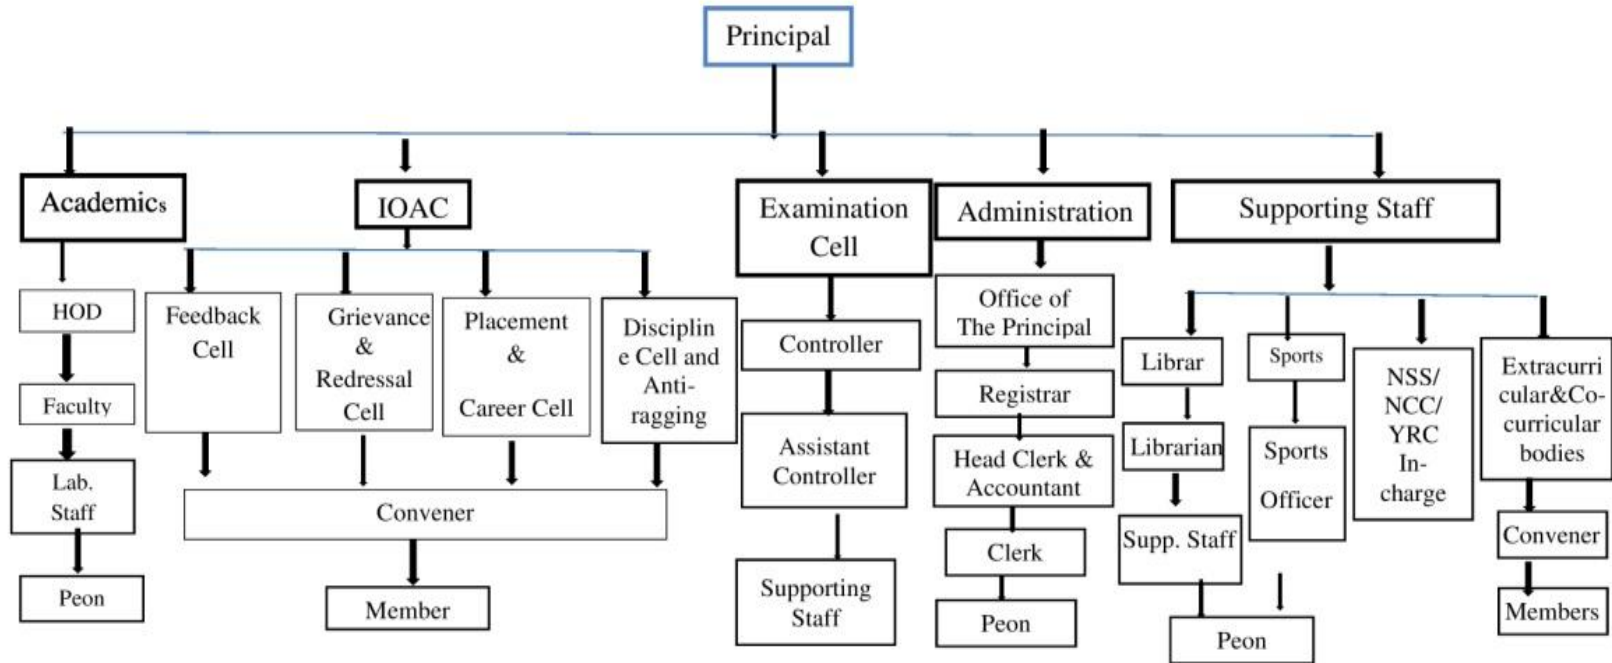 Principal
Academics
IOAC
Examination
Cell
Administration
Supporting Staff
HOD
Faculty
Lab.
Staff
Peon
Feedback
Cell
Grievance
&
Redressal
Cell
Placement
&
Career Cell
Disciplin
e Cell and
Anti-
ragging
Convener
Member
Controller
Assistant
Controller
Supporting
Staff
Office of
The Principal
Registrar
Head Clerk &
Accountant
Clerk
Peon
Librar
Librarian
Supp. Staff
Sports
Sports
Officer
Peon
NSS/
NCC/
YRC
In-
charge
Extracurri
cular&Co-
curricular
bodies
Convener
Members